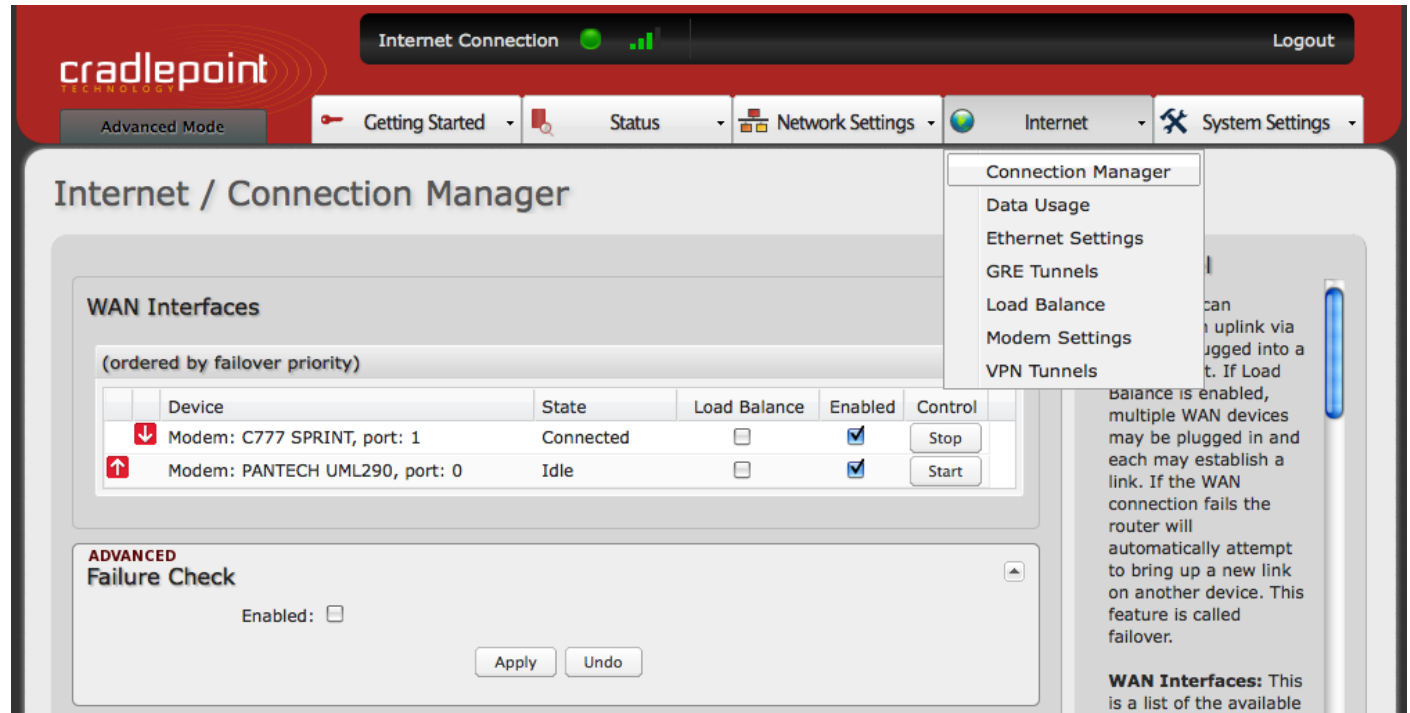 Internet Connection
Logout
cradlepoint
TECHNOLOGY
Advanced Mode
Getting Started
Status
Network Settings
Internet
System Settings
Connection Manager
Data Usage
Ethernet Settings
GRE Tunnels
Load Balance
Modem Settings
VPN Tunnels
Internet / Connection Manager
WAN Interfaces
(ordered by failover priority)
Device State Load Balance Enabled Control
Modem: C777 SPRINT, port: 1 Connected Stop
Modem: PANTECH UML290, port: 0 Idle Start
ADVANCED
Failure Check
Enabled:
Apply Undo
can
uplink via
into a
If Load
Balance is enabled,
multiple WAN devices
may be plugged in and
each may establish a
link. If the WAN
connection fails the
router will
automatically attempt
to bring up a new link
on another device. This
feature is called
failover.
WAN Interfaces: This
is a list of the available